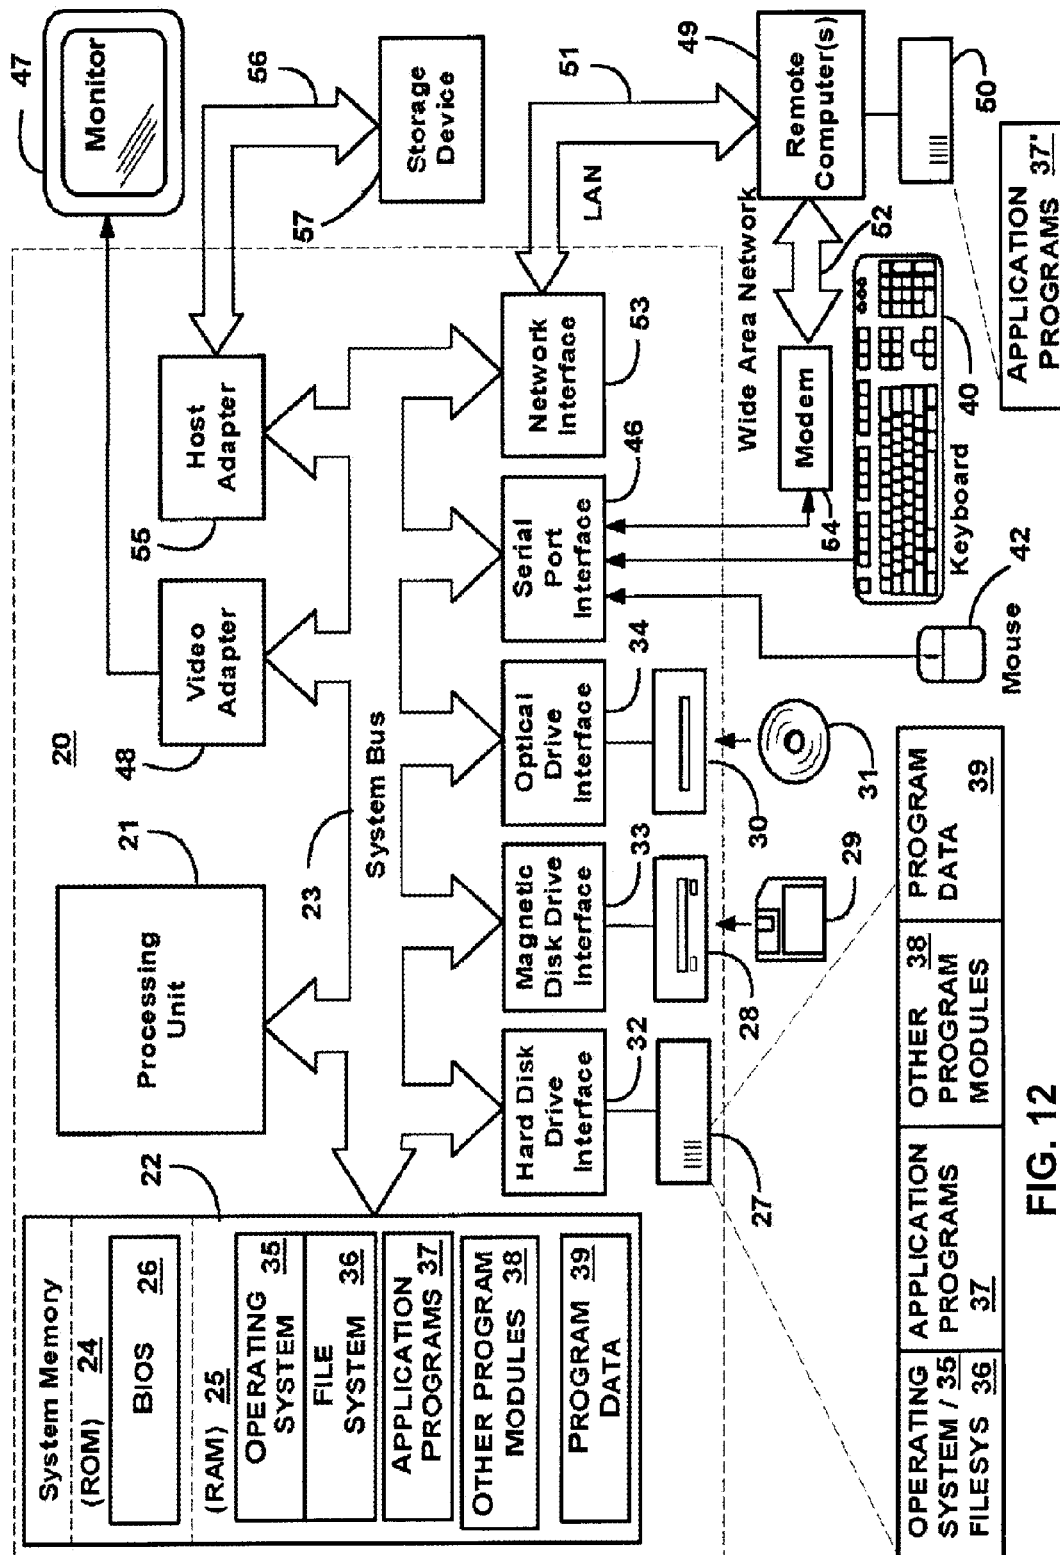 System Memory
(ROM) 24
BIOS 26
(RAM) 25
OPERATING
SYSTEM 35
FILE
SYSTEM 36
APPLICATION
PROGRAMS 37
OTHER PROGRAM
MODULES 38
PROGRAM 39
DATA
22
Processing
Unit
21
20
Video
Adapter
48
Host
Adapter
55
47
Monitor
56
Storage
Device
57
23
System Bus
Hard Disk
Drive
Interface
32
Magnetic
Disk Drive
Interface
33
Optical
Drive
Interface
34
Serial
Port
Interface
46
Network
Interface
53
LAN
51
27
28
29
30
31
Wide Area Network
52
Modem
54
Remote
Computer(s)
49
50
Keyboard
40
Mouse
42
OPERATING
SYSTEM / 35
FILESYS 36
APPLICATION
PROGRAMS
37
OTHER 38
PROGRAM
MODULES
PROGRAM
DATA
39
APPLICATION
PROGRAMS 37"
FIG. 12